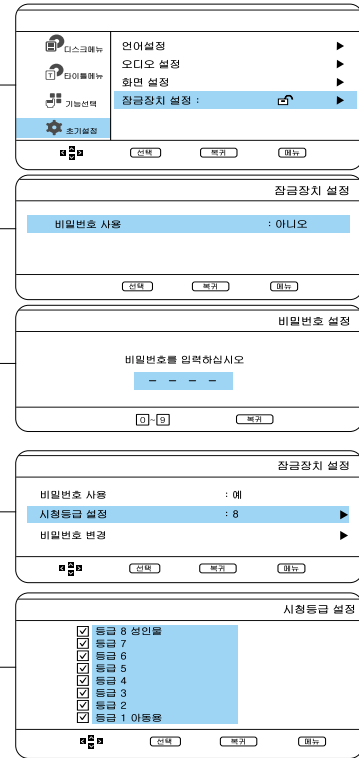 디스크메뉴
타이틀메뉴
기능선택
초기설정
언어설정 ▶
오디오 설정 ▶
화면 설정 ▶
잠금장치 설정 : ▶
선택 복귀 메뉴
잠금장치 설정
비밀번호 사용 : 아니오
선택 복귀 메뉴
비밀번호 설정
비밀번호를 입력하십시오
– – – –
0~9 복귀
잠금장치 설정
비밀번호 사용 : 예
시청등급 설정 : 8 ▶
비밀번호 변경 ▶
선택 복귀 메뉴
시청등급 설정
등급 8 성인물
등급 7
등급 6
등급 5
등급 4
등급 3
등급 2
등급 1 아동용
선택 복귀 메뉴